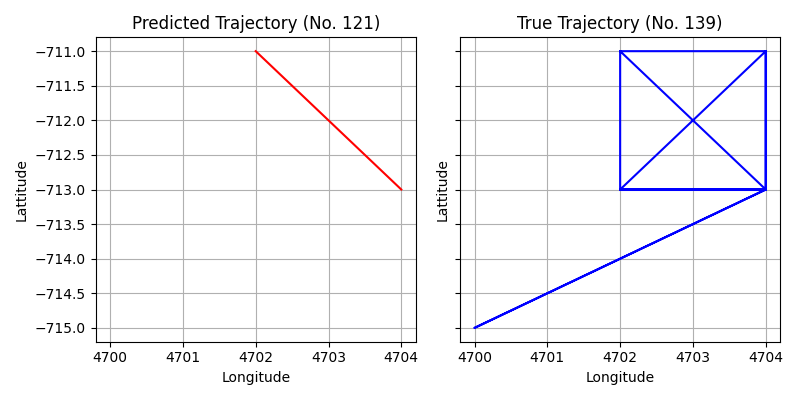 Predicted Trajectory (No. 121)
True Trajectory (No. 139)
−711.0
−711.5
−712.0
−712.5
−713.0
−713.5
−714.0
−714.5
−715.0
Lattitude
Lattitude
4700 4701 4702 4703 4704
4700 4701 4702 4703 4704
Longitude
Longitude